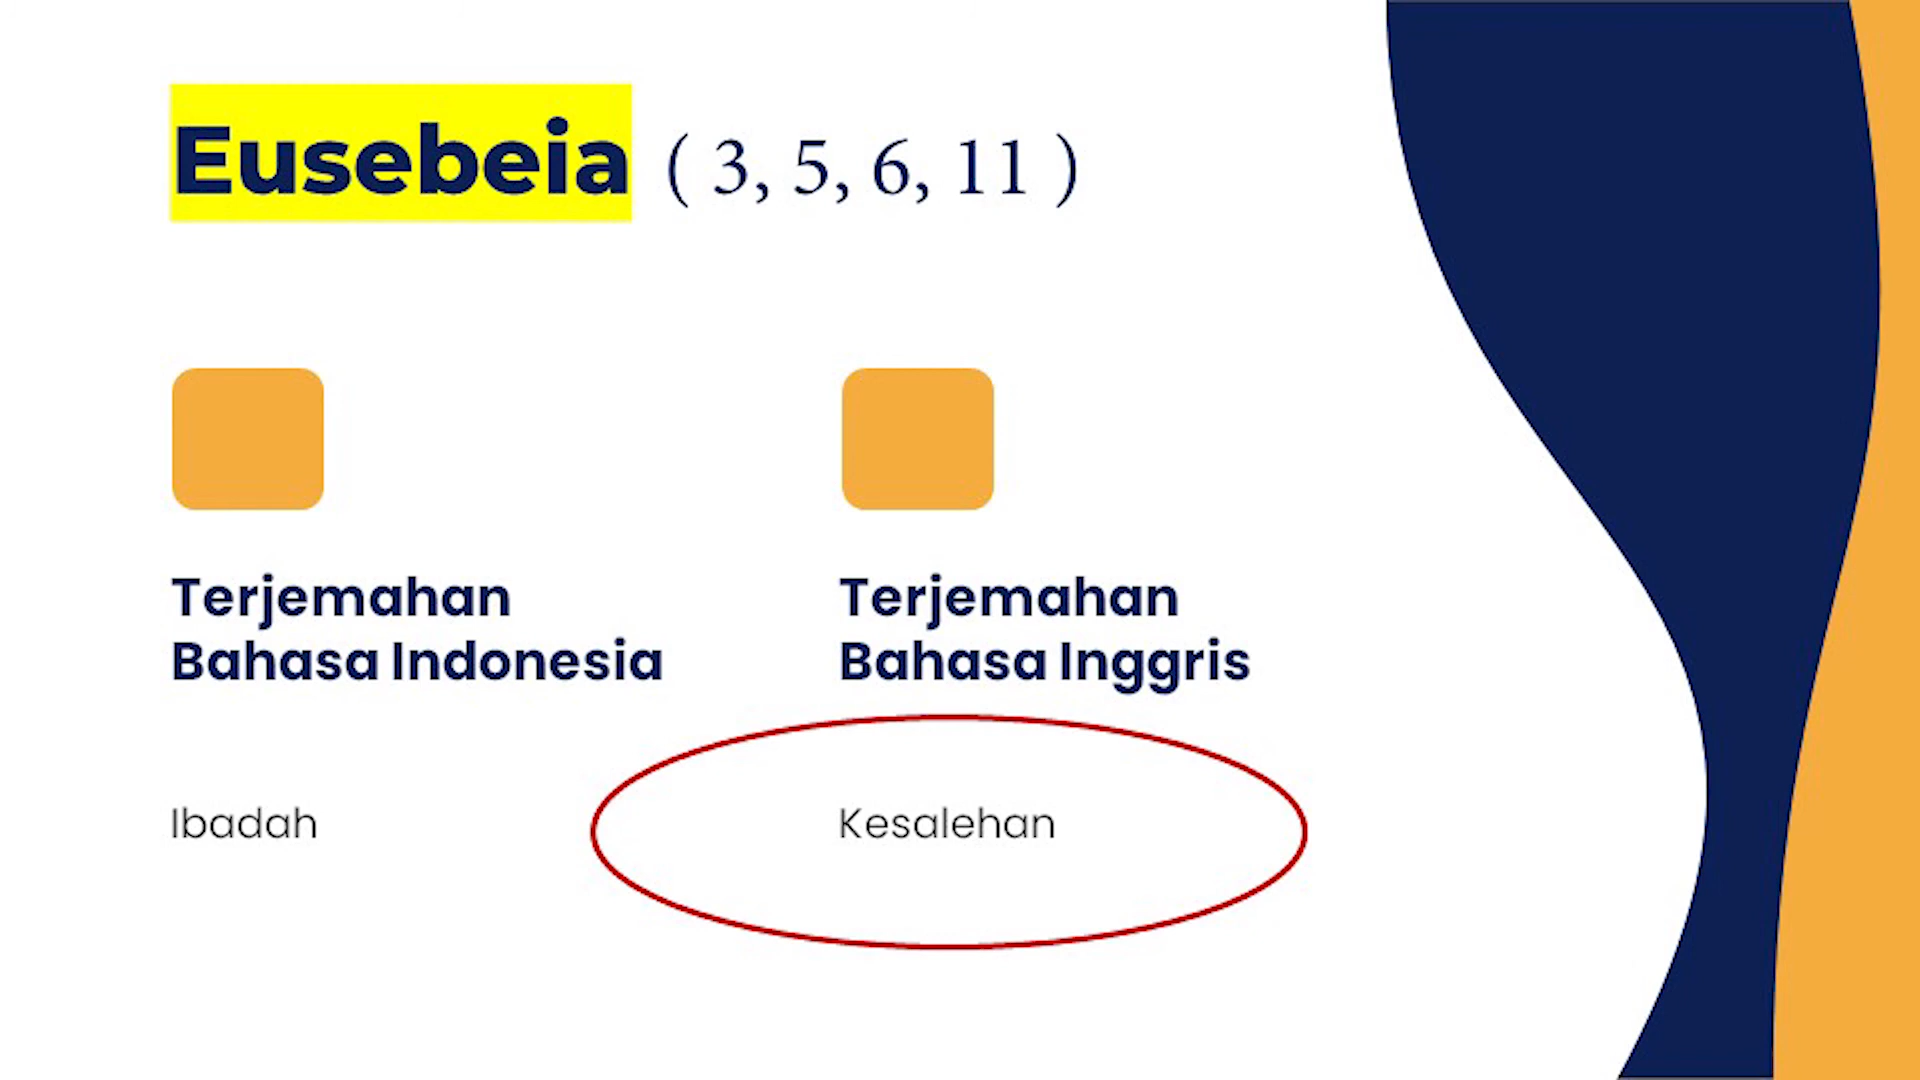 Eusebeia ( 3, 5, 6, 11 )
Terjemahan
Bahasa Indonesia
Ibadah
Terjemahan
Bahasa Inggris
Kesalehan